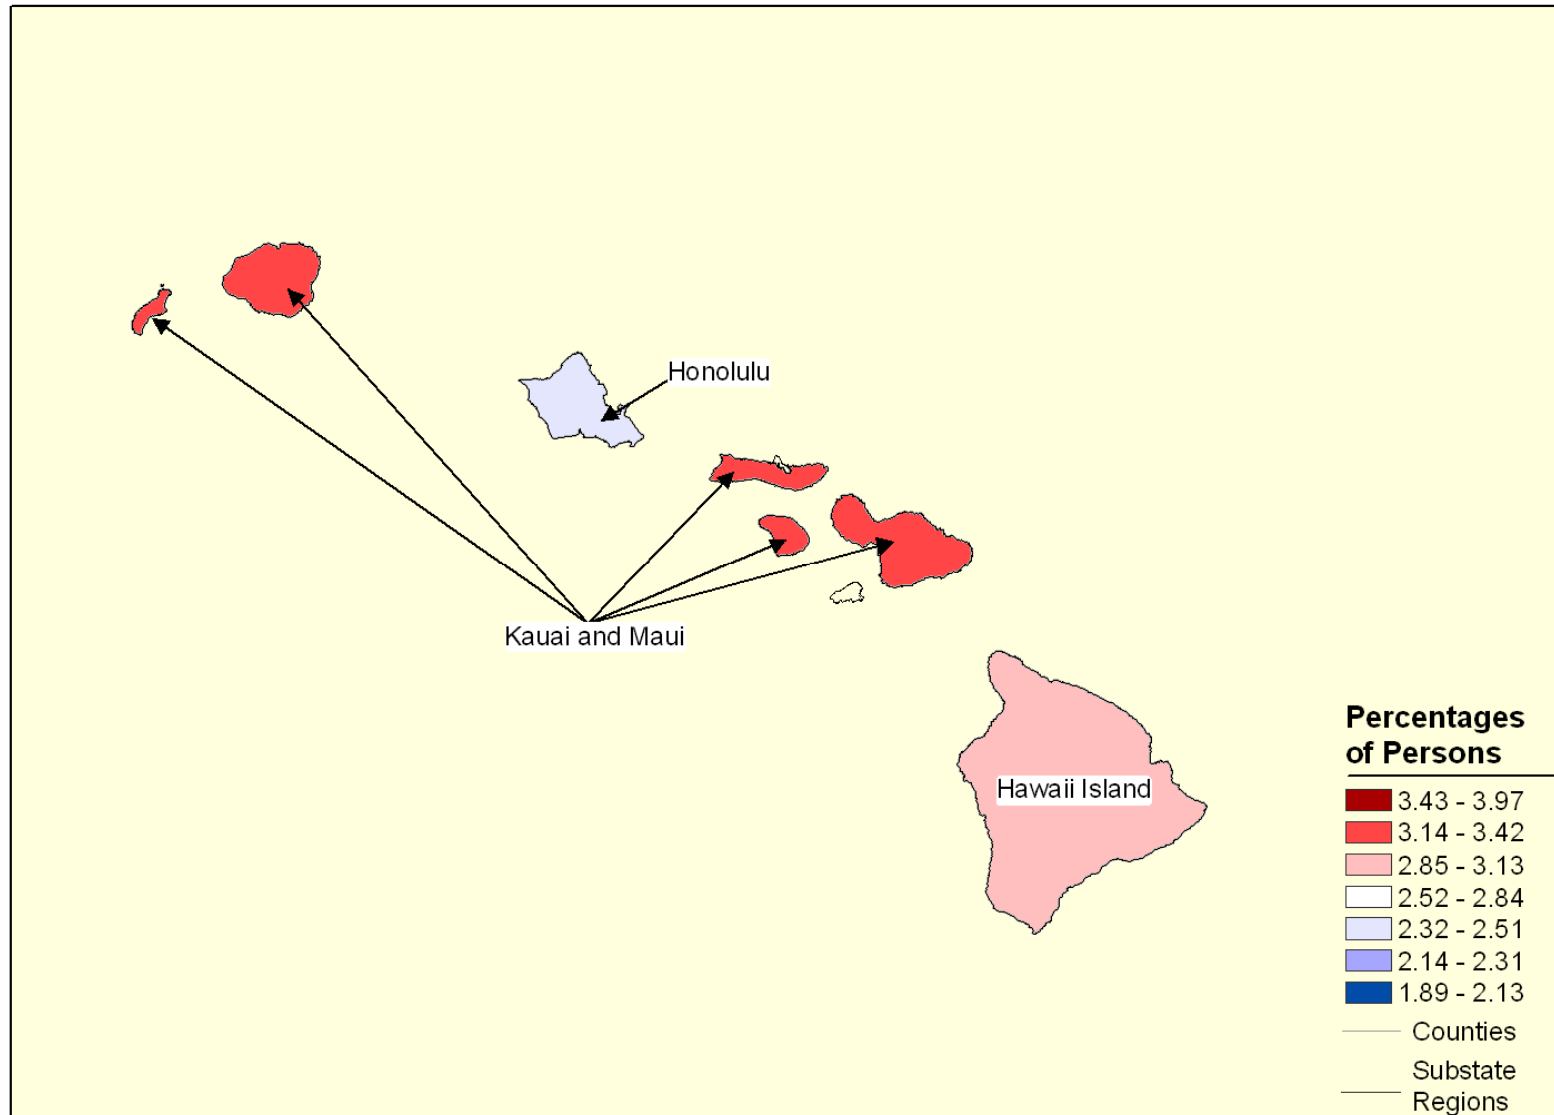 Honolulu
Kauai and Maui
Hawaii Island
Percentages
of Persons
3.43 - 3.97
3.14 - 3.42
2.85 - 3.13
2.52 - 2.84
2.32 - 2.51
2.14 - 2.31
1.89 - 2.13
Counties
Substate
Regions